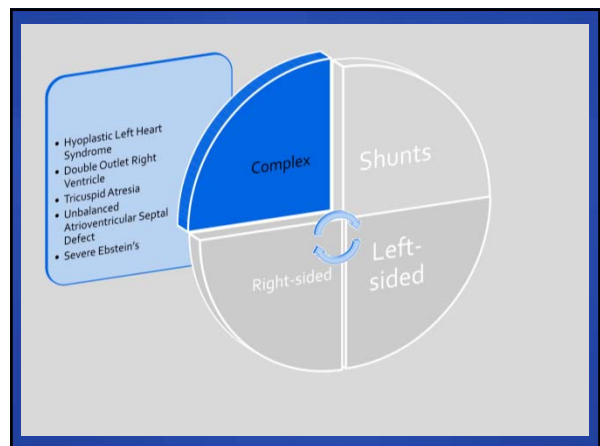 • Hyoplastic Left Heart
Syndrome
• Double Outlet Right
Ventricle
• Tricuspid Atresia
• Unbalanced
Atrioventricular Septal
Defect
• Severe Ebstein's
Complex
Shunts
Right-sided
Left-
sided